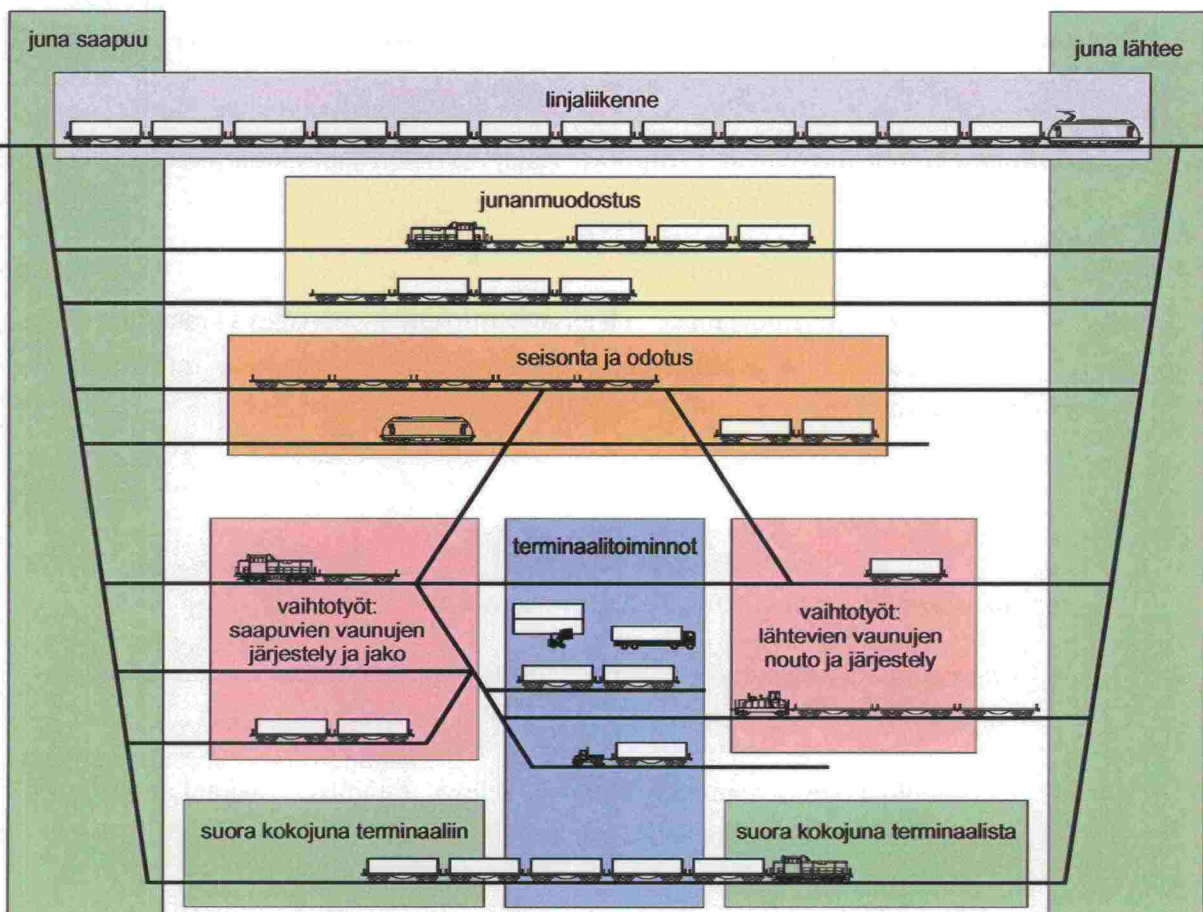 juna saapuu
juna lähtee
linjaliikenne
junanmuodostus
seisonta ja odotus
vaihtotyöt:
saapuvien vaunujen
järjestely ja jako
terminaalitoiminnot
vaihtotyöt:
lähtevien vaunujen
nouto ja järjestely
suora kokojuna terminaaliin
suora kokojuna terminaalista